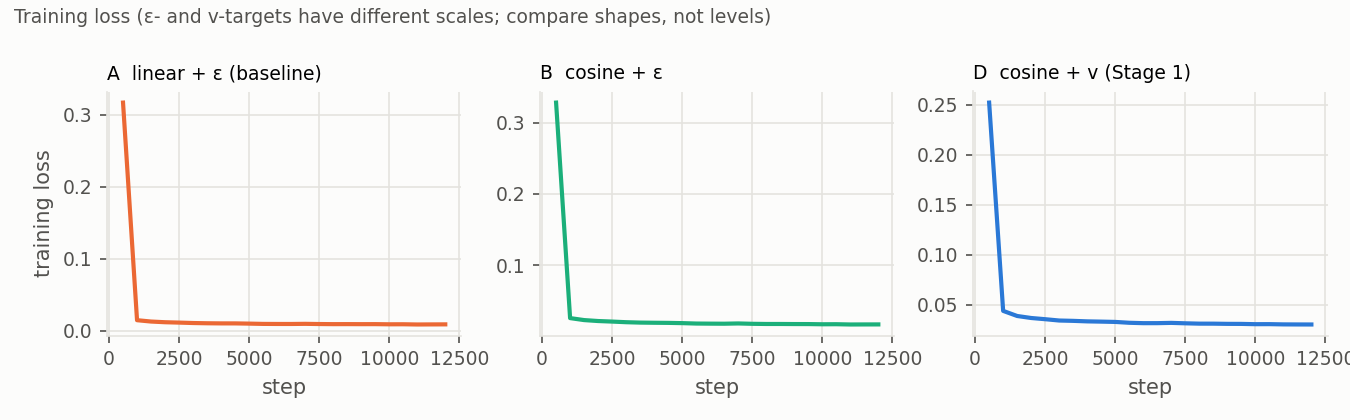 Training loss (ε- and v-targets have different scales; compare shapes, not levels)
A linear + ε (baseline)
B cosine + ε
D cosine + v (Stage 1)
training loss
0.3
0.2
0.1
0.0
0 2500 5000 7500 10000 12500
step
0.3
0.2
0.1
0 2500 5000 7500 10000 12500
step
0.25
0.20
0.15
0.10
0.05
0 2500 5000 7500 10000 12500
step